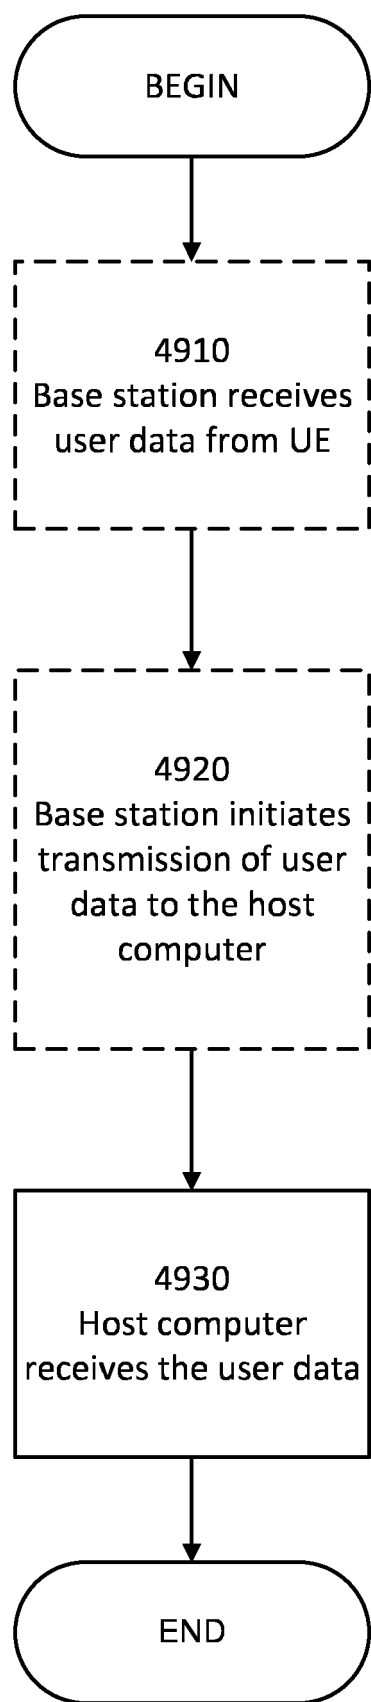 BEGIN
4910
Base station receives
user data from UE
4920
Base station initiates
transmission of user
data to the host
computer
4930
Host computer
receives the user data
END